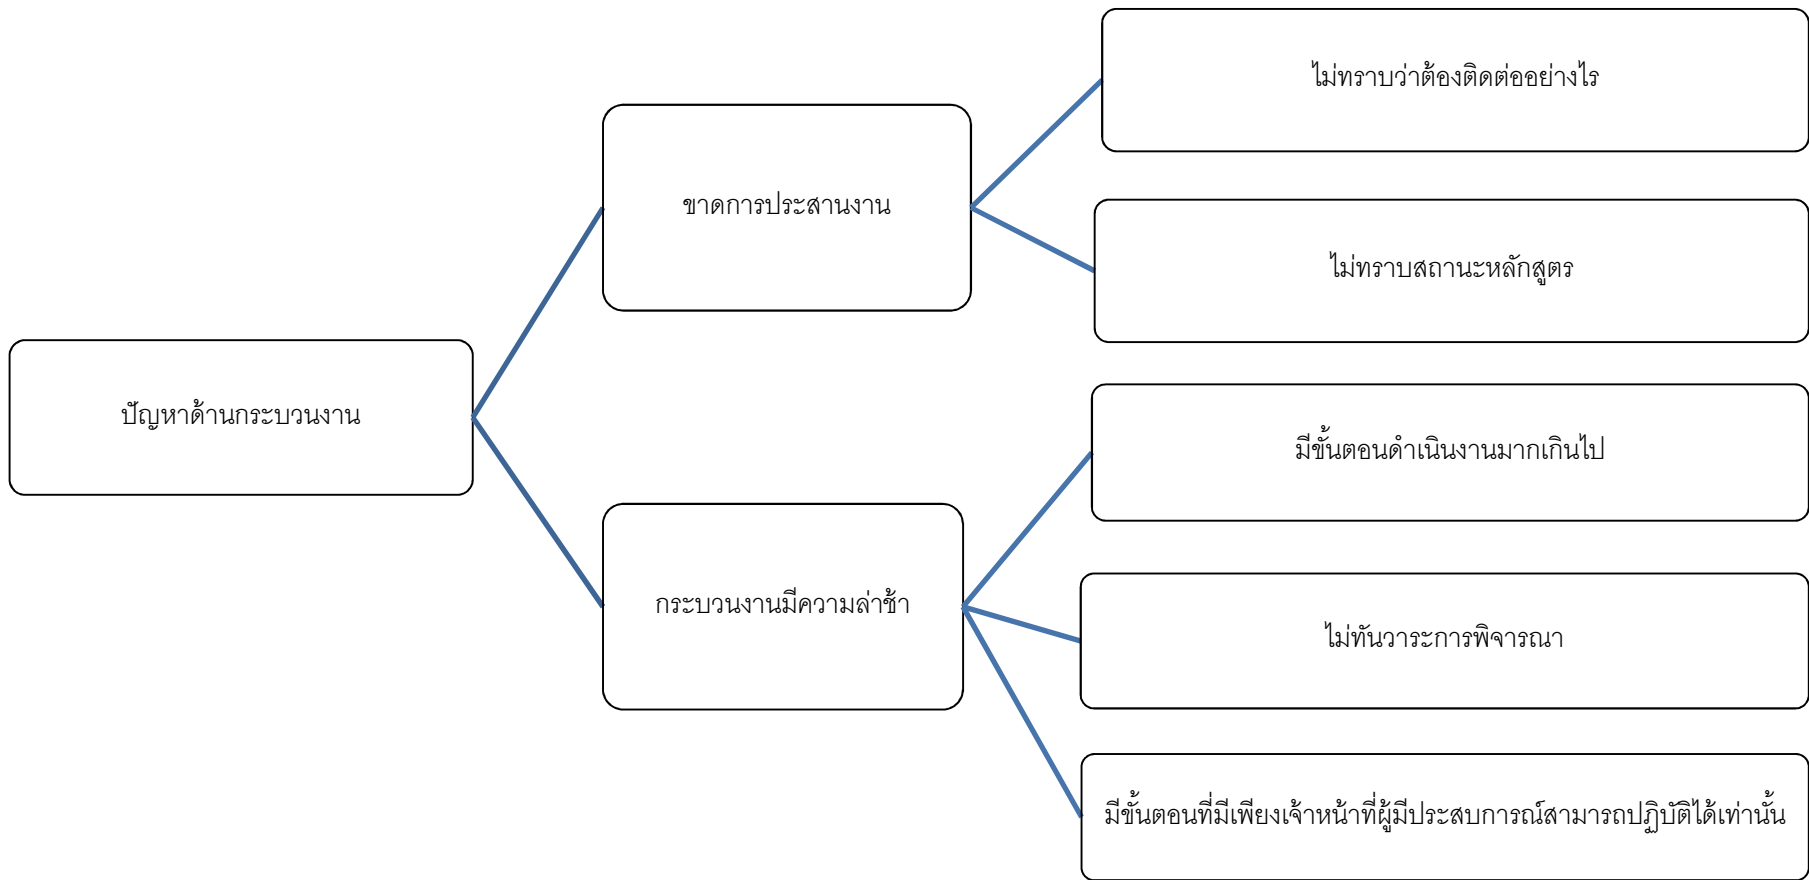 ไม่ทราบว่าต้องติดต่ออย่างไร
ขาดการประสานงาน
ไม่ทราบสถานะหลักสูตร
ปัญหาด้านกระบวนงาน
มีขั้นตอนดำเนินงานมากเกินไป
กระบวนงานมีความล่าช้า
ไม่ทันวาระการพิจารณา
มีขั้นตอนที่มีเพียงเจ้าหน้าที่ผู้มีประสบการณ์สามารถปฏิบัติได้เท่านั้น